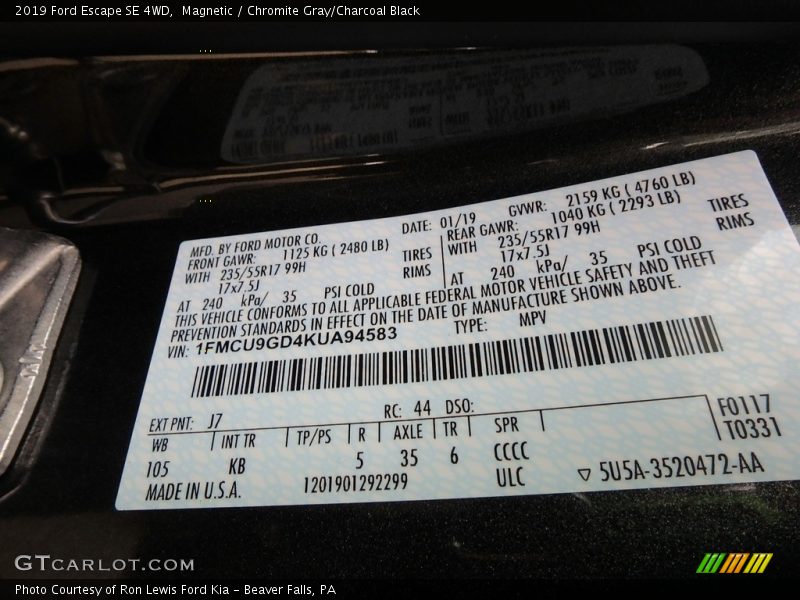 2019 Ford Escape SE 4WD, Magnetic / Chromite Gray/Charcoal Black
MFD. BY FORD MOTOR CO. DATE: 01/19 GVWR: 2159 KG ( 4760 LB)
FRONT GAWR: 1125 KG ( 2480 LB) REAR GAWR: 1040 KG ( 2293 LB)
WITH 235/55R17 99H TIRES WITH 235/55R17 99H TIRES
17x7.5J RIMS 17x7.5J RIMS
AT 240 kPa/ 35 PSI COLD AT 240 kPa/ 35 PSI COLD
THIS VEHICLE CONFORMS TO ALL APPLICABLE FEDERAL MOTOR VEHICLE SAFETY AND THEFT
PREVENTION STANDARDS IN EFFECT ON THE DATE OF MANUFACTURE SHOWN ABOVE.
VIN: 1FMCU9GD4KUA94583 TYPE: MPV
EXT PNT: J7 RC: 44 DSO: F0117
WB INT TR TP/PS R AXLE TR SPR T0331
105 KB 5 35 6 CCCC
MADE IN U.S.A. 1201901292299 ULC 5U5A-3520472-AA
GTCARLOT.COM
Photo Courtesy of Ron Lewis Ford Kia - Beaver Falls, PA